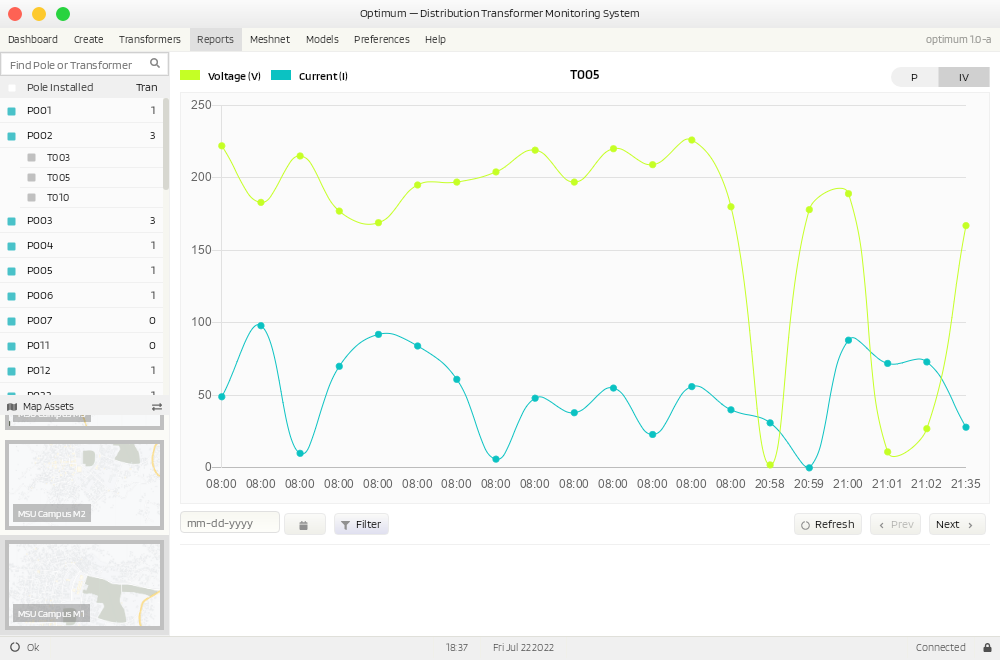 Optimum — Distribution Transformer Monitoring System
Dashboard Create Transformers Reports Meshnet Models Preferences Help optimum 1.0-a
Find Pole or Transformer
Pole Installed Tran
P001 1
P002 3
T003
T005
T010
P003 3
P004 1
P005 1
P006 1
P007 0
P011 0
P012 1
Map Assets
MSU Campus M2
MSU Campus M1
Voltage (V) Current (I) T005 P IV
250
200
150
100
50
0
08:00 08:00 08:00 08:00 08:00 08:00 08:00 08:00 08:00 08:00 08:00 08:00 08:00 08:00 20:58 20:59 21:00 21:01 21:02 21:35
mm-dd-yyyy Filter Refresh ‹ Prev Next ›
Ok 18:37 Fri Jul 22 2022 Connected